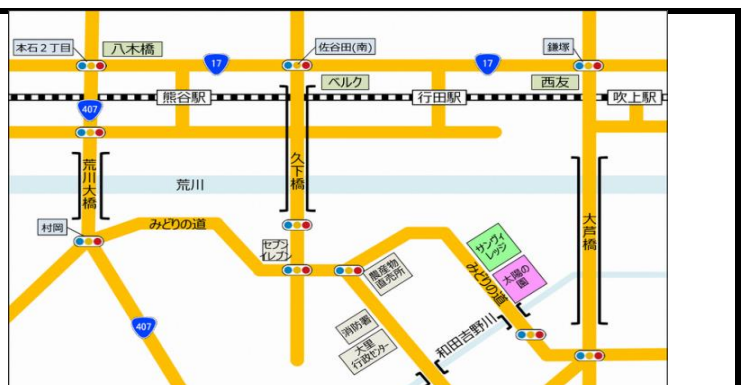 本石2丁目
八木橋
17
佐谷田(南)
17
鎌塚
ベルク
西友
407
熊谷駅
行田駅
吹上駅
荒川大橋
荒川
久下橋
大芦橋
村岡
みどりの道
セブン
イレブン
農産物
直売所
サンヴィ
レッジ
太陽の
園
みどりの道
407
消防署
大里
行政センター
和田吉野川